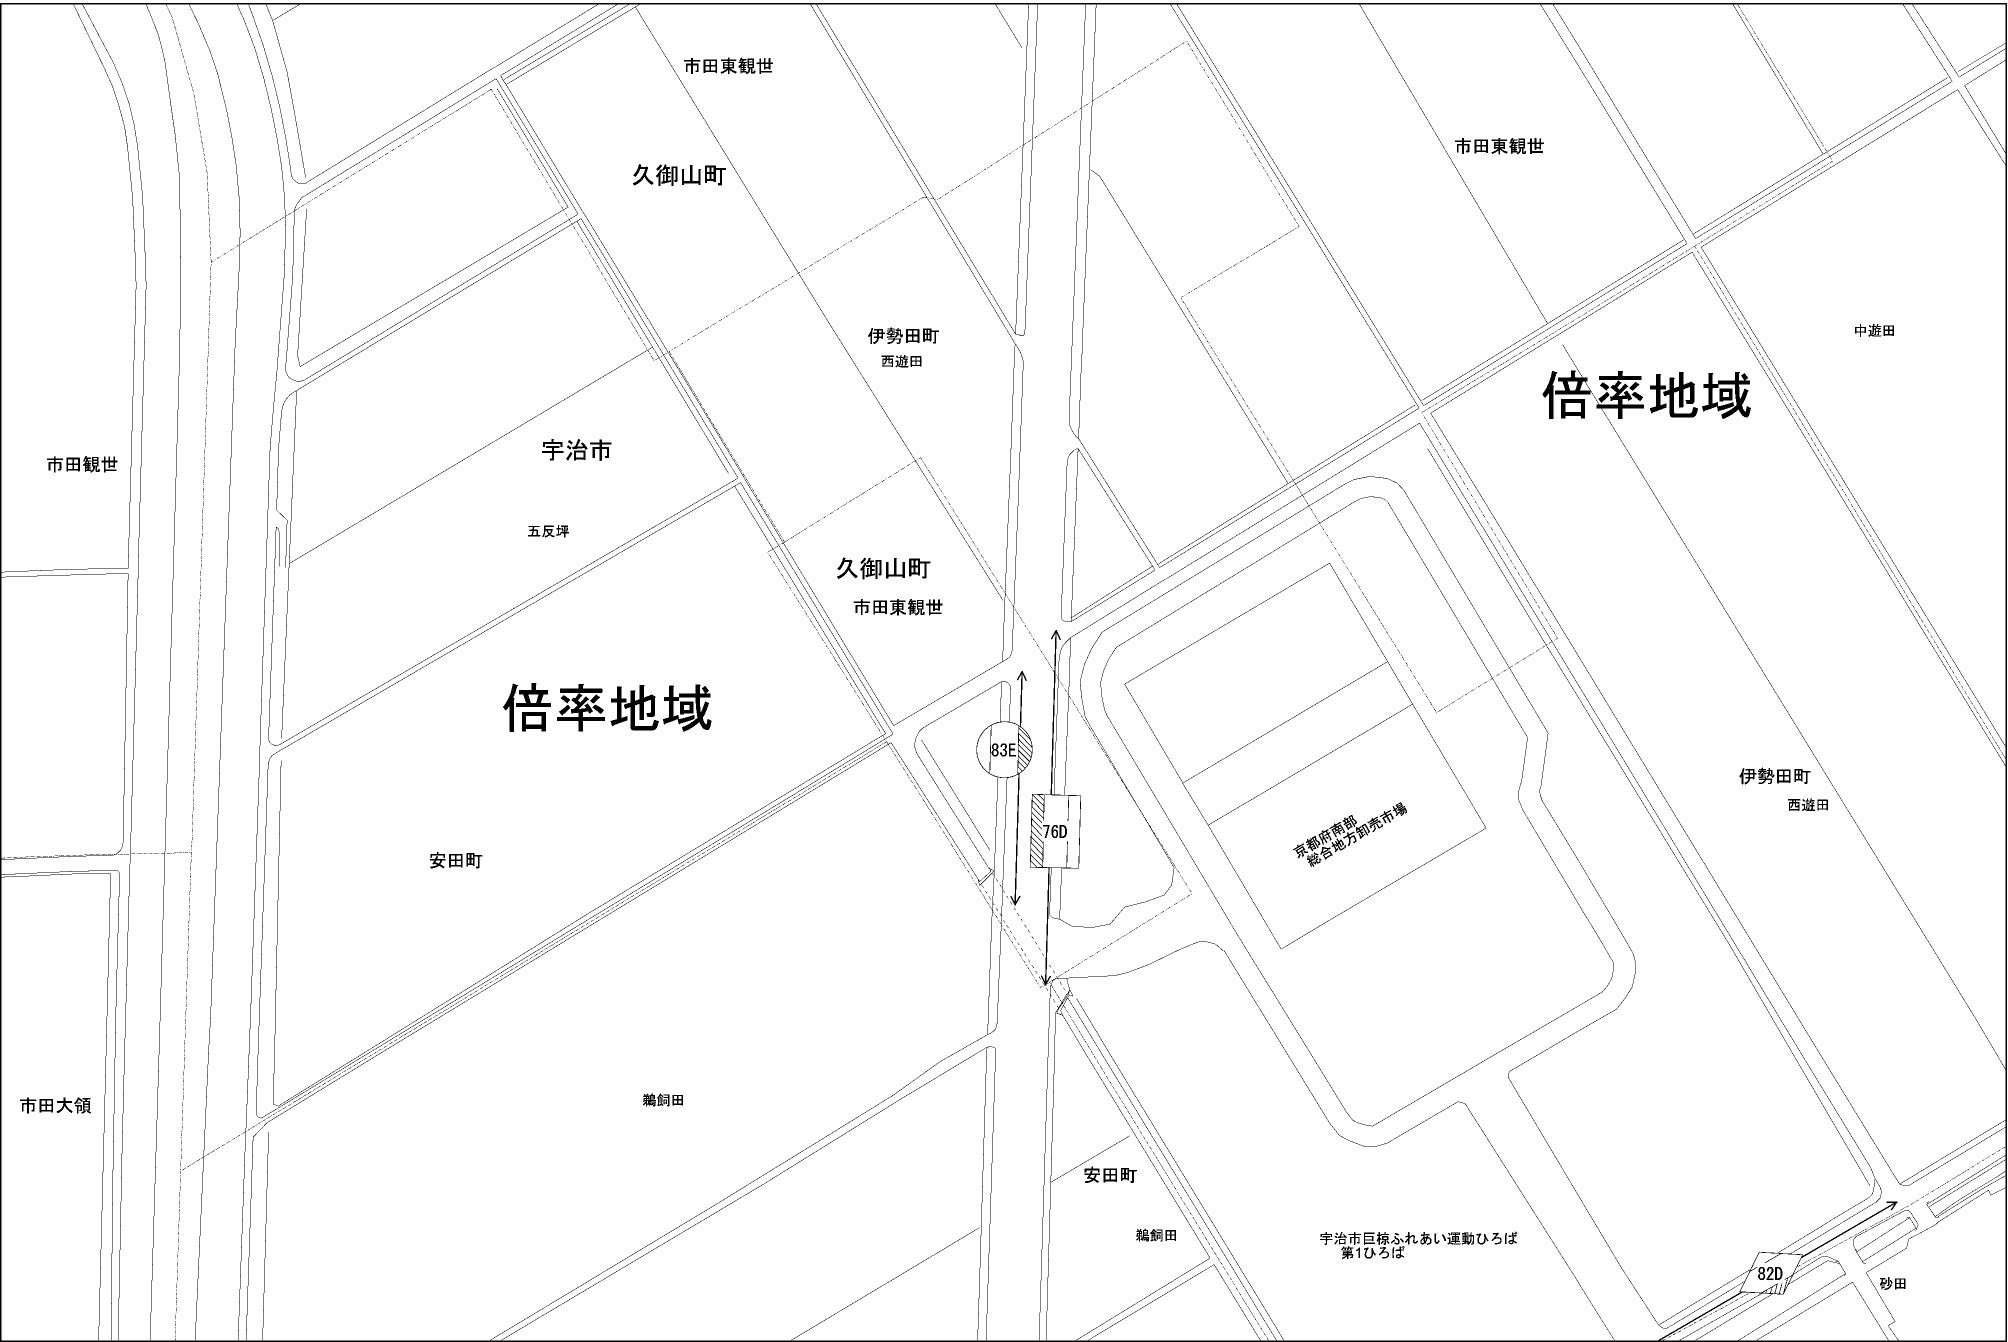 市田東観世
市田東観世
久御山町
中遊田
伊勢田町
西遊田
倍率地域
宇治市
市田観世
五反坪
久御山町
市田東観世
倍率地域
83E
伊勢田町
西遊田
76D
京都府南部
総合地方卸売市場
安田町
市田大領
鵜飼田
安田町
鵜飼田
宇治市巨椋ふれあい運動ひろば
第1ひろば
82D
砂田